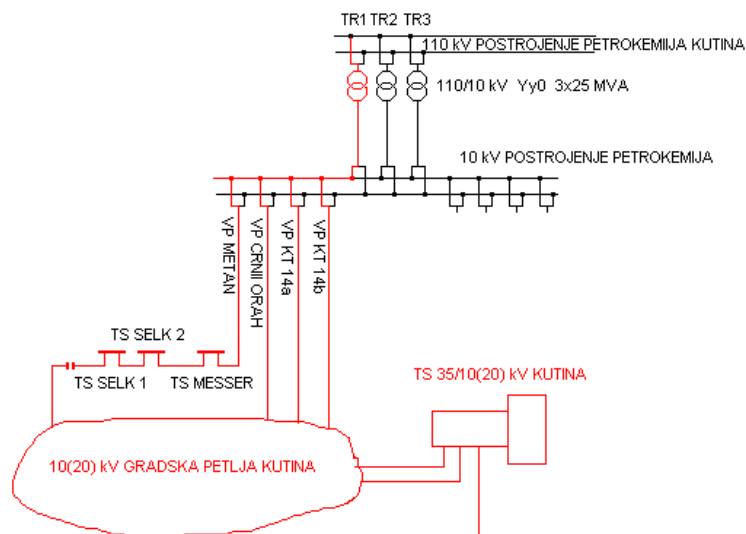 TR1 TR2 TR3
110 kV POSTROJENJE PETROKEMIIJA KUTINA
110/10 kV Yy0 3x25 MVA
10 kV POSTROJENJE PETROKEMIJA
VP METAN
VP CRNII ORAH
VP KT 14a
VP KT 14b
TS SELK 2
TS SELK 1
TS MESSER
TS 35/10(20) kV KUTINA
10(20) kV GRADSKA PETLJA KUTINA